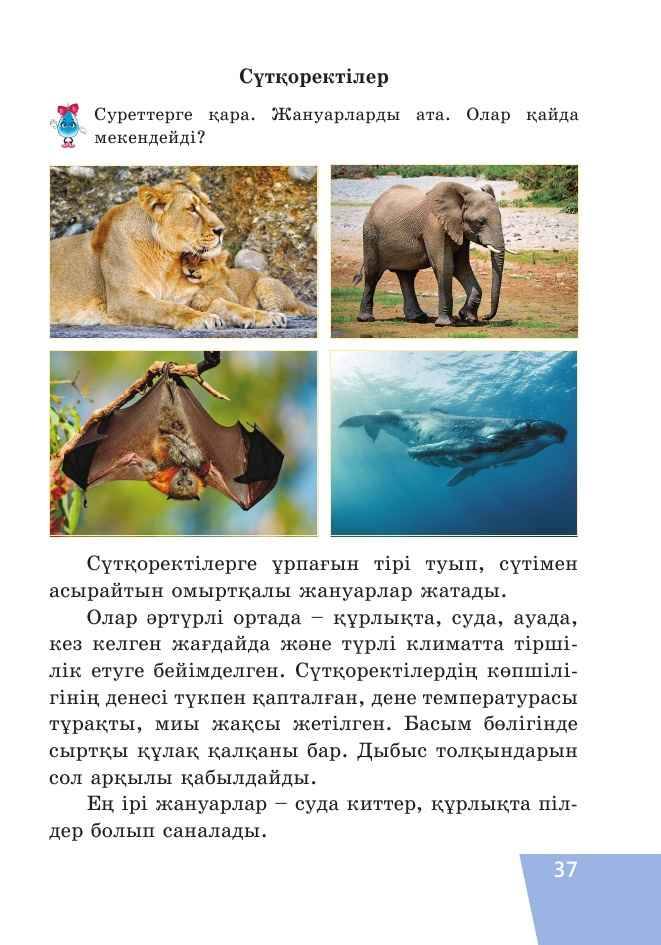 Сүтқоректілер
Суреттерге қара. Жануарларды ата. Олар қайда
мекендейді?
Сүтқоректілерге ұрпағын тірі туып, сүтімен
асырайтын омыртқалы жануарлар жатады.
Олар әртүрлі ортада – құрлықта, суда, ауада,
кез келген жағдайда және түрлі климатта тірші-
лік етуге бейімделген. Сүтқоректілердің көпшілі-
гінің денесі түкпен қапталған, дене температурасы
тұрақты, миы жақсы жетілген. Басым бөлігінде
сыртқы құлақ қалқаны бар. Дыбыс толқындарын
сол арқылы қабылдайды.
Ең ірі жануарлар – суда киттер, құрлықта піл-
дер болып саналады.
37